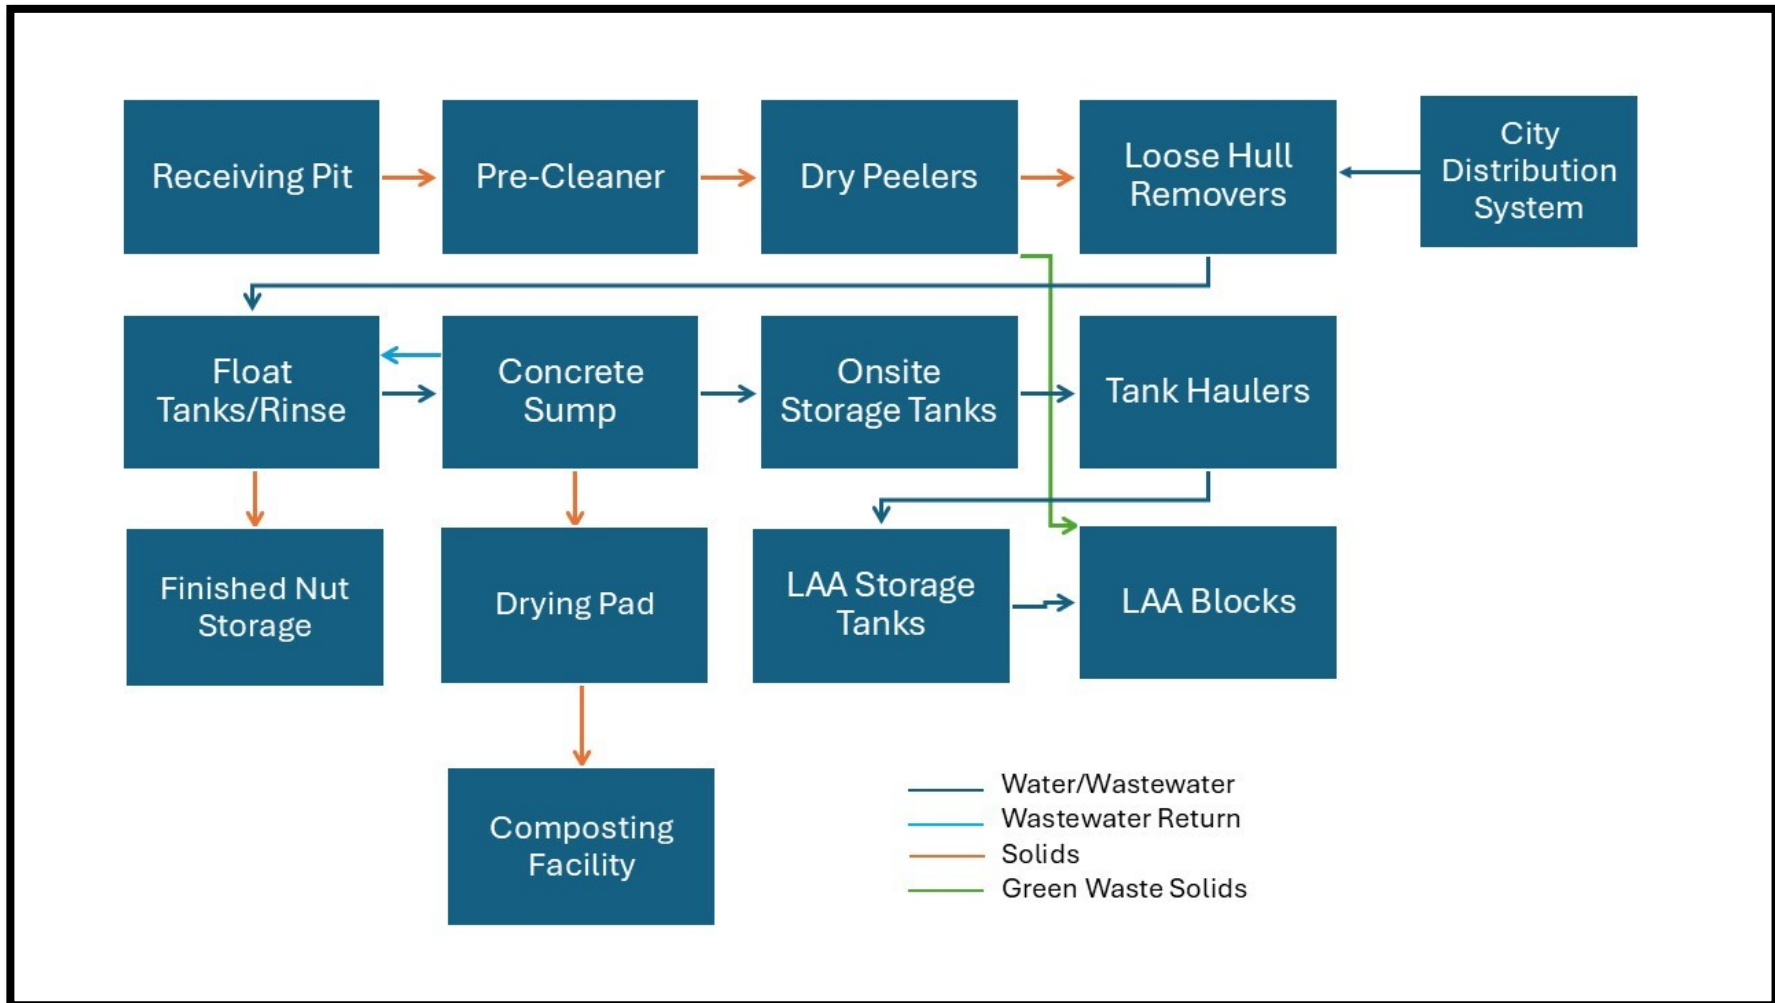 Receiving Pit
Pre-Cleaner
Dry Peelers
Loose Hull
Removers
City
Distribution
System
Float
Tanks/Rinse
Concrete
Sump
Onsite
Storage Tanks
Tank Haulers
Finished Nut
Storage
Drying Pad
LAA Storage
Tanks
LAA Blocks
Composting
Facility
Water/Wastewater
Wastewater Return
Solids
Green Waste Solids